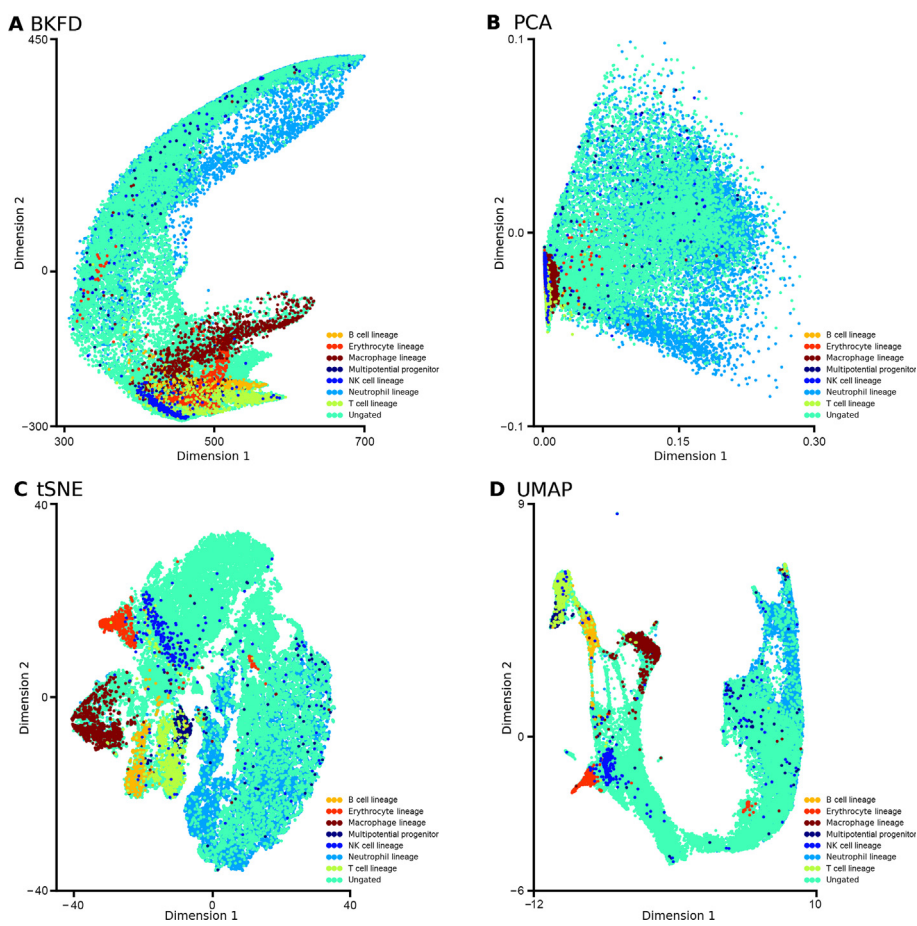 A BKFD
450
0
−300
300
500
700
Dimension 1
Dimension 2
B cell lineage
Erythrocyte lineage
Macrophage lineage
Multipotential progenitor
NK cell lineage
Neutrophil lineage
T cell lineage
Ungated
B PCA
0.1
0.0
−0.1
0.00
0.15
0.30
Dimension 1
Dimension 2
B cell lineage
Erythrocyte lineage
Macrophage lineage
Multipotential progenitor
NK cell lineage
Neutrophil lineage
T cell lineage
Ungated
C tSNE
40
0
−40
−40
0
40
Dimension 1
Dimension 2
B cell lineage
Erythrocyte lineage
Macrophage lineage
Multipotential progenitor
NK cell lineage
Neutrophil lineage
T cell lineage
Ungated
D UMAP
9
0
−6
−12
10
Dimension 1
Dimension 2
B cell lineage
Erythrocyte lineage
Macrophage lineage
Multipotential progenitor
NK cell lineage
Neutrophil lineage
T cell lineage
Ungated